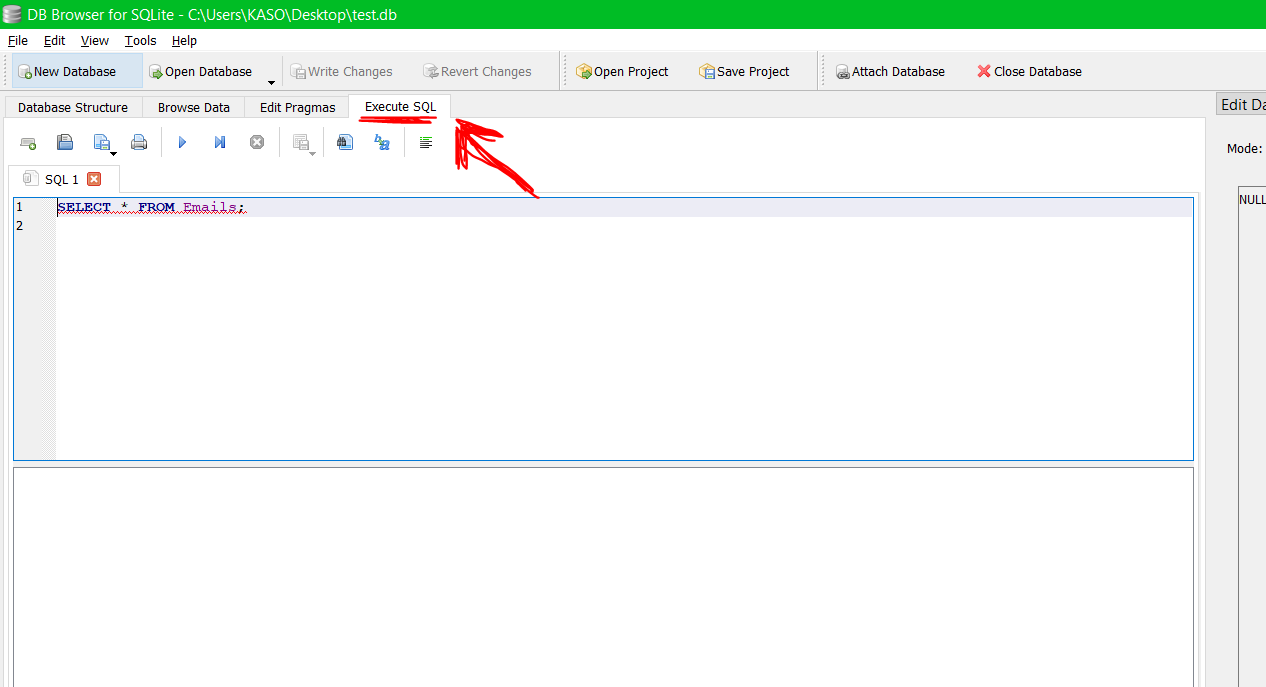 DB Browser for SQLite - C:\Users\KASO\Desktop\test.db
File Edit View Tools Help
New Database Open Database Write Changes Revert Changes Open Project Save Project Attach Database Close Database
Database Structure Browse Data Edit Pragmas Execute SQL
Edit Da
Mode:
SQL 1
1 SELECT * FROM Emails;
2
NULL